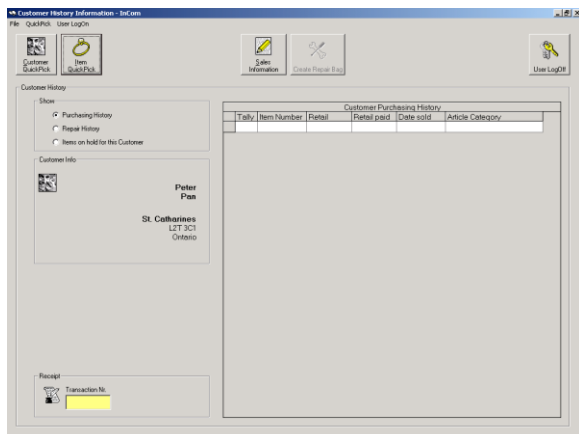 Customer History Information - InCom
File QuickPick User LogOn
Customer QuickPick
Item QuickPick
Sales Information
Create Repair Bag
User LogOff
Customer History
Show
Purchasing History
Repair History
Items on hold for this Customer
Customer Info
Peter
Pan
St. Catharines
L2T 3C1
Ontario
Customer Purchasing History
Tally Item Number Retail Retail paid Date sold Article Category
Receipt
Transaction Nr.